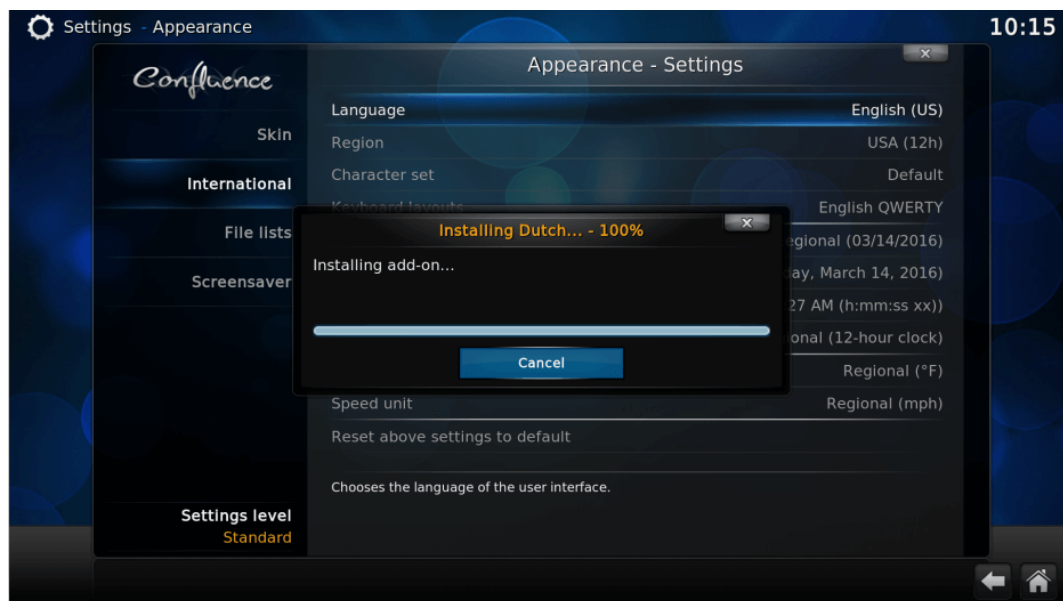 Settings - Appearance
10:15
Confluence
Appearance - Settings
Language English (US)
Skin
Region USA (12h)
Character set Default
International
Keyboard layouts English QWERTY
File lists
Installing Dutch... - 100%
egional (03/14/2016)
Installing add-on...
ay, March 14, 2016)
Screensaver
27 AM (h:mm:ss xx))
onal (12-hour clock)
Cancel
Regional (°F)
Speed unit Regional (mph)
Reset above settings to default
Chooses the language of the user interface.
Settings level
Standard